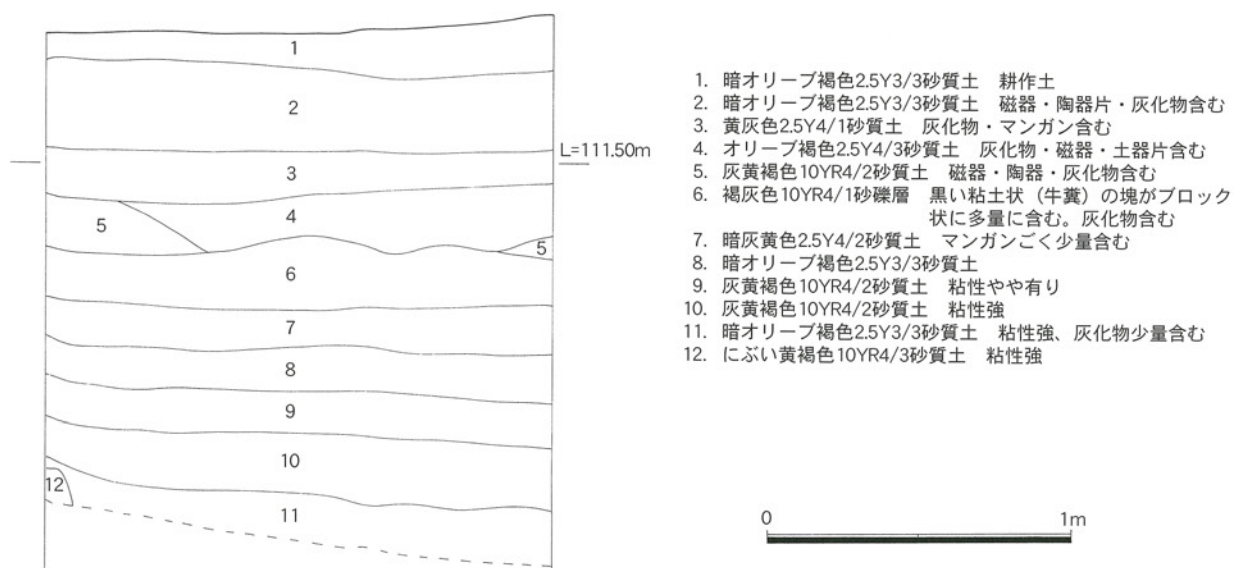 1
2
L=111.50m
3
4
5
5
6
7
8
9
10
12
11
1. 暗オリーブ褐色2.5Y3/3砂質土　耕作土
2. 暗オリーブ褐色2.5Y3/3砂質土　磁器・陶器片・灰化物含む
3. 黄灰色2.5Y4/1砂質土　灰化物・マンガン含む
4. オリーブ褐色2.5Y4/3砂質土　灰化物・磁器・土器片含む
5. 灰黄褐色10YR4/2砂質土　磁器・陶器・灰化物含む
6. 褐灰色10YR4/1砂礫層　黒い粘土状（牛糞）の塊がブロック
状に多量に含む。灰化物含む
7. 暗灰黄色2.5Y4/2砂質土　マンガンごく少量含む
8. 暗オリーブ褐色2.5Y3/3砂質土
9. 灰黄褐色10YR4/2砂質土　粘性やや有り
10. 灰黄褐色10YR4/2砂質土　粘性強
11. 暗オリーブ褐色2.5Y3/3砂質土　粘性強、灰化物少量含む
12. にぶい黄褐色10YR4/3砂質土　粘性強
0 1m